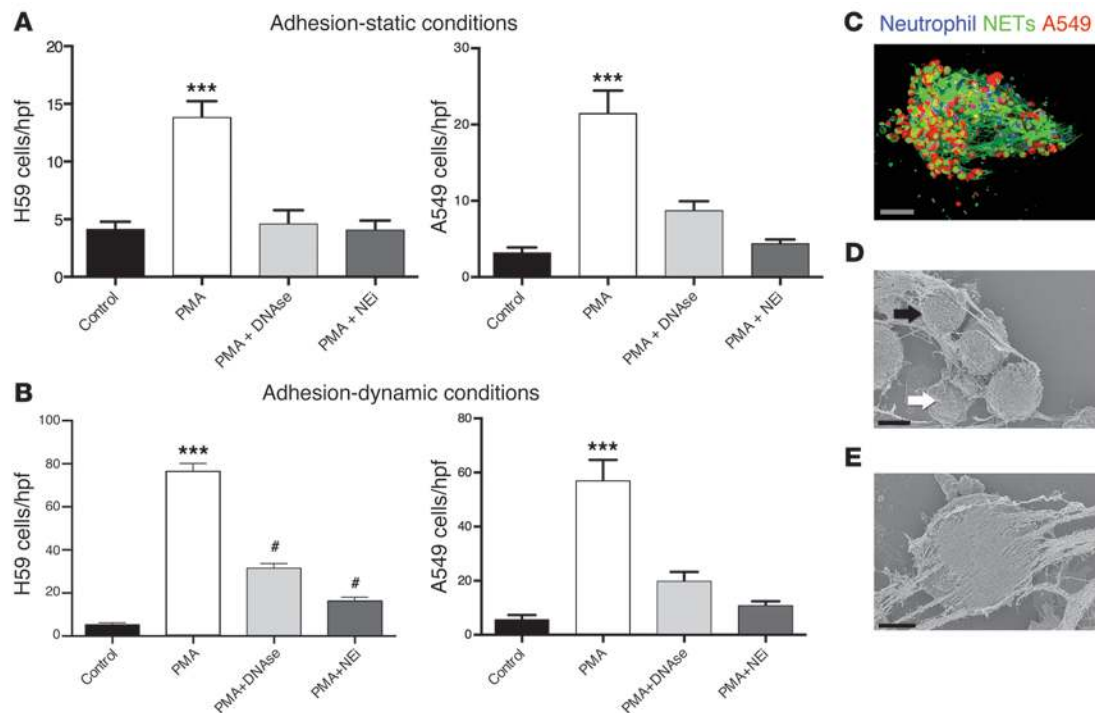 A
Adhesion-static conditions
H59 cells/hpf
20
15
10
5
0
***
Control
PMA
PMA + DNAse
PMA + NEi
A549 cells/hpf
30
20
10
0
***
Control
PMA
PMA + DNAse
PMA + NEi
B
Adhesion-dynamic conditions
H59 cells/hpf
100
80
60
40
20
0
***
#
#
Control
PMA
PMA+DNAse
PMA+NEi
A549 cells/hpf
80
60
40
20
0
***
Control
PMA
PMA+DNAse
PMA+NEi
C
Neutrophil NETs A549
D
E